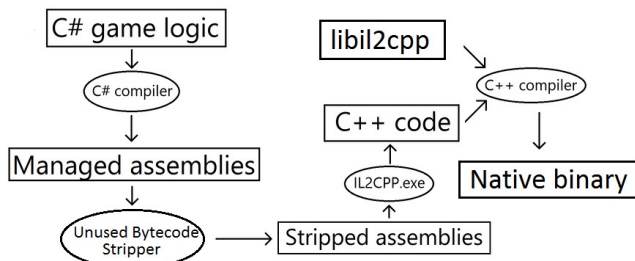 C# game logic
C# compiler
Managed assemblies
Unused Bytecode
Stripper
Stripped assemblies
IL2CPP.exe
C++ code
libil2cpp
C++ compiler
Native binary